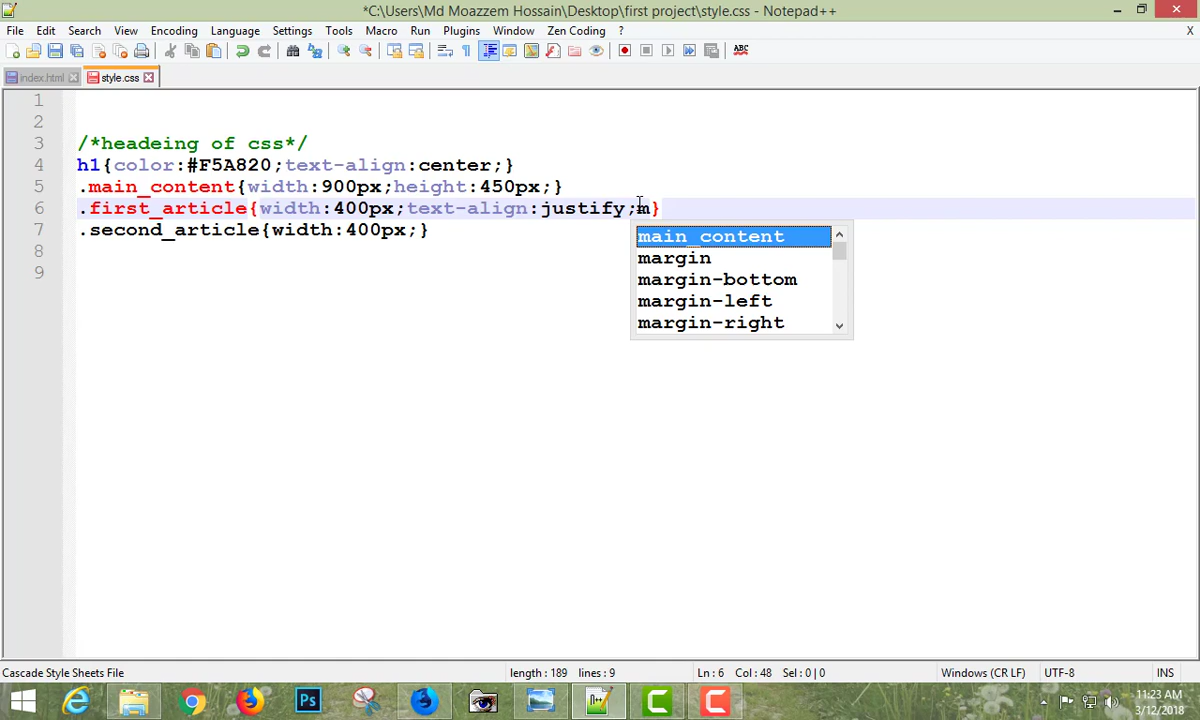 *C:\Users\Md Moazzem Hossain\Desktop\first project\style.css - Notepad++
File Edit Search View Encoding Language Settings Tools Macro Run Plugins Window Zen Coding ? X
ABC
index.html style.css
1
2
3 /*headeing of css*/
4 h1{color:#F5A820;text-align:center;}
5 .main_content{width:900px;height:450px;}
6 .first_article{width:400px;text-align:justify;m}
7 .second_article{width:400px;}
8
9
main_content
margin
margin-bottom
margin-left
margin-right
Cascade Style Sheets File length : 189 lines : 9 Ln : 6 Col : 48 Sel : 0 | 0 Windows (CR LF) UTF-8 INS
Ps
11:23 AM
3/12/2018